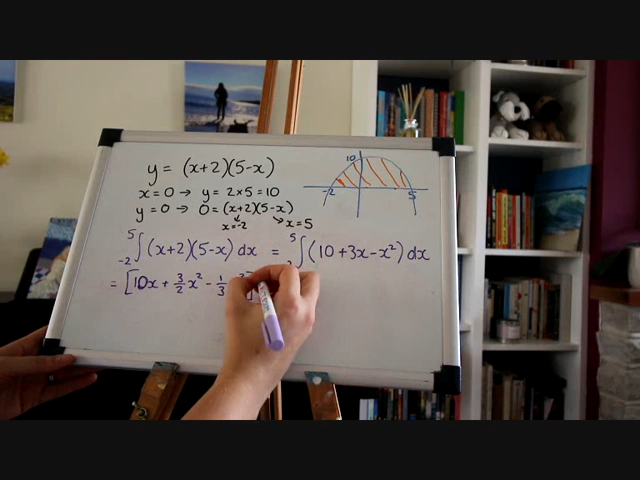 y = (x+2)(5-x)
x = 0 → y = 2×5 = 10
y = 0 → 0 = (x+2)(5-x)
x=-2 x=5
10
-2 5
5 ∫ -2 (x+2)(5-x) dx = 5 ∫ (10 + 3x - x²) dx
= [10x + 3/2 x² - 1/3